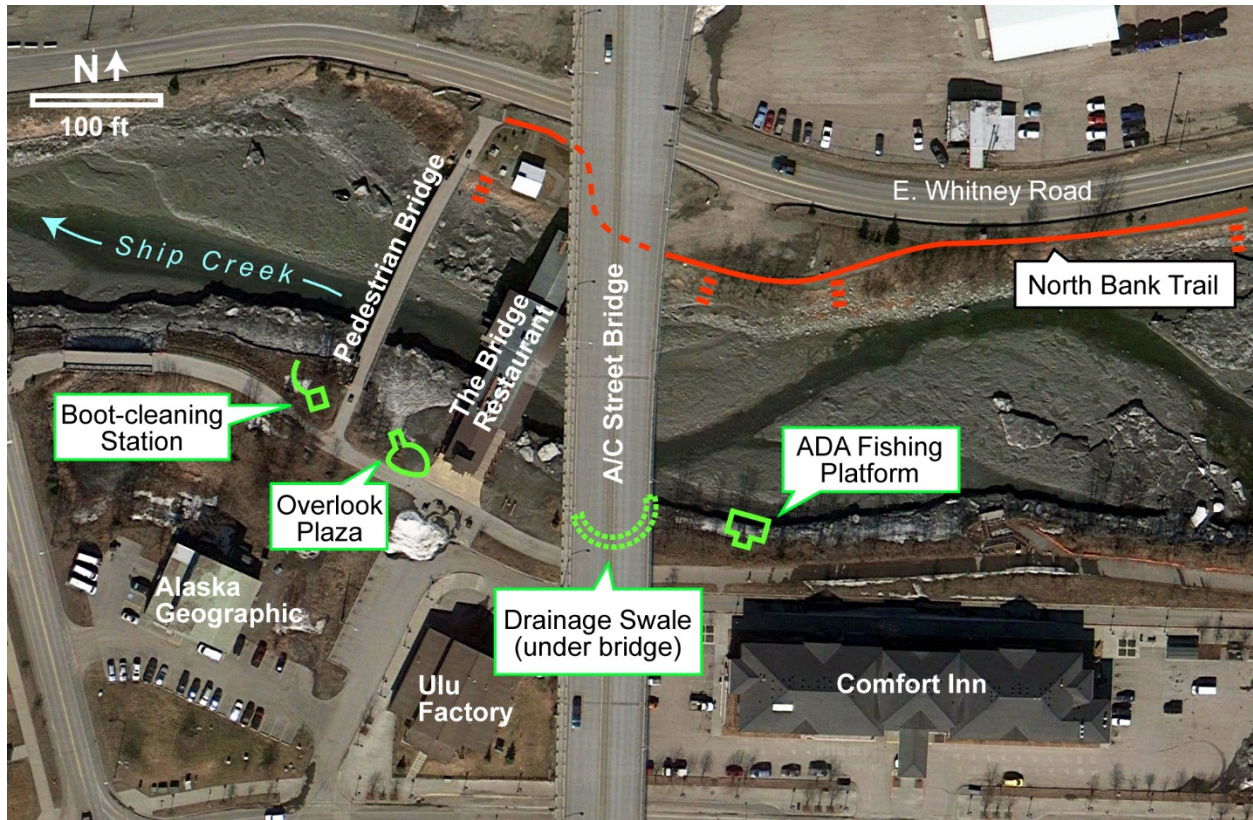 N
100 ft
Ship Creek
Pedestrian Bridge
The Bridge
Restaurant
A/C Street Bridge
E. Whitney Road
North Bank Trail
Boot-cleaning
Station
Overlook
Plaza
ADA Fishing
Platform
Alaska
Geographic
Drainage Swale
(under bridge)
Ulu
Factory
Comfort Inn